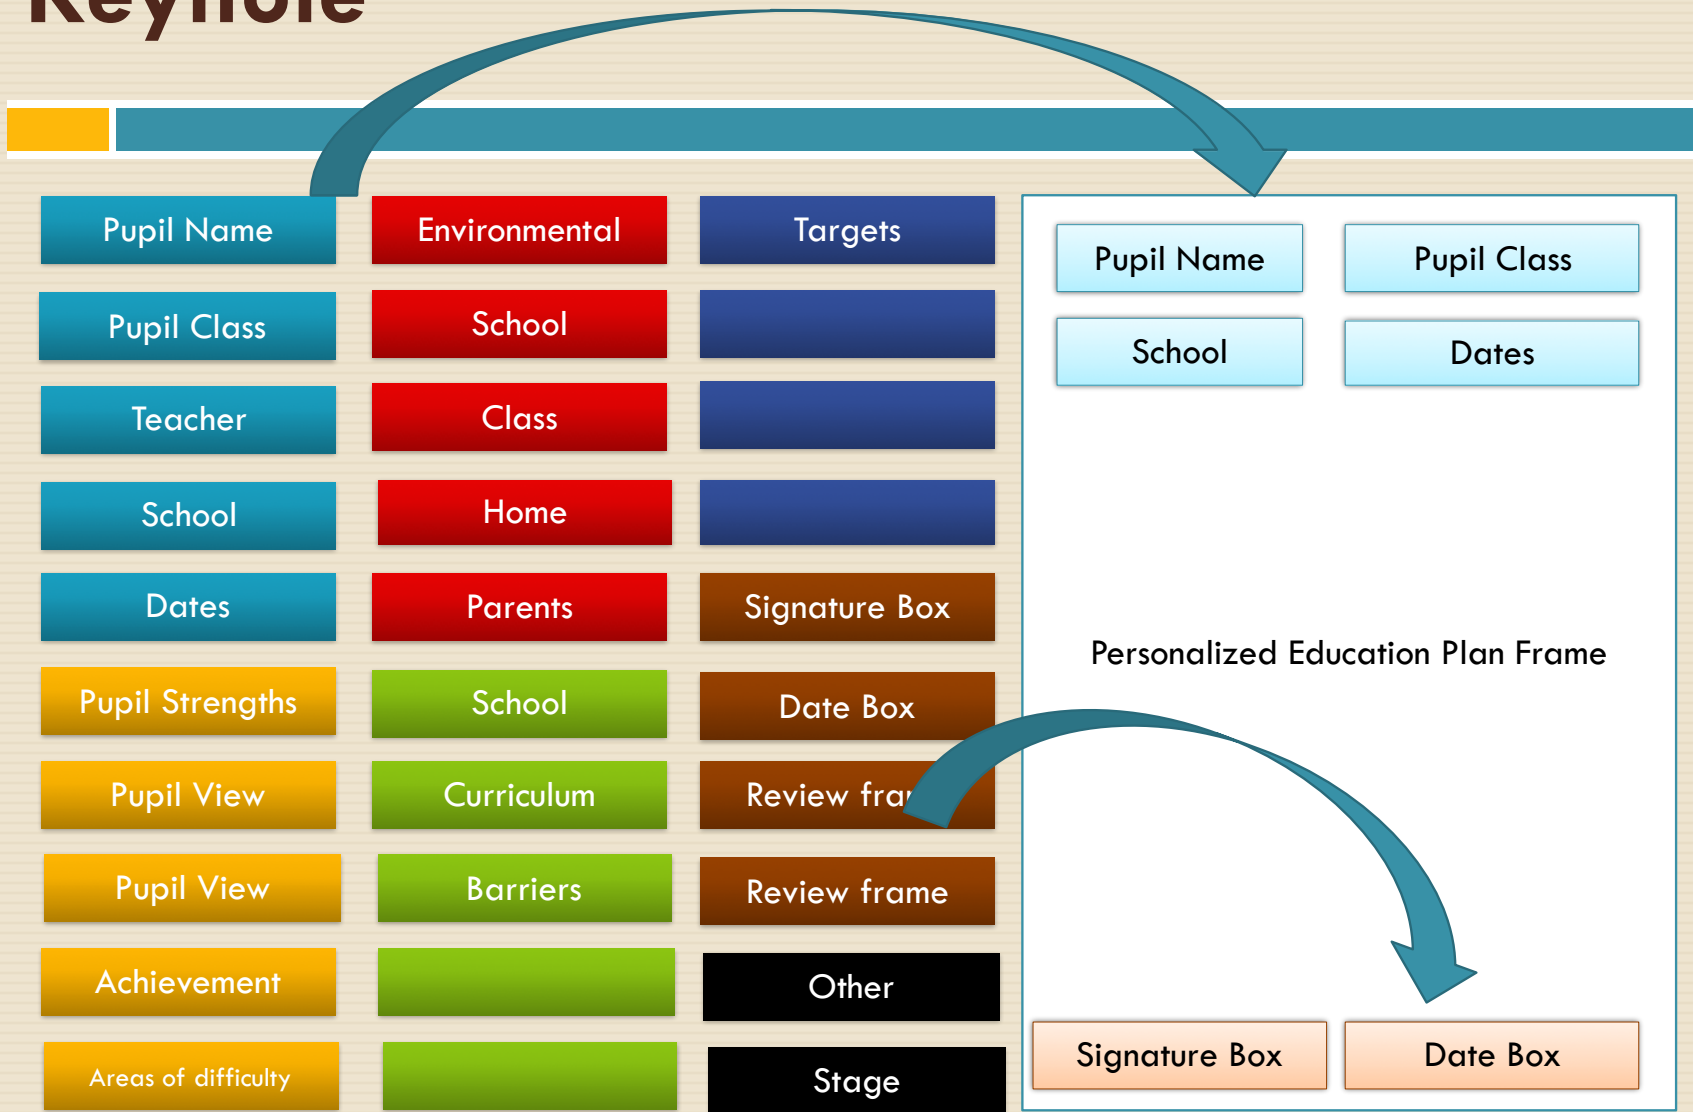 Keynote
Pupil Name
Pupil Class
Teacher
School
Dates
Pupil Strengths
Pupil View
Pupil View
Achievement
Areas of difficulty
Environmental
School
Class
Home
Parents
School
Curriculum
Barriers
Targets
Signature Box
Date Box
Review frame
Review frame
Other
Stage
Pupil Name
Pupil Class
School
Dates
Personalized Education Plan Frame
Signature Box
Date Box